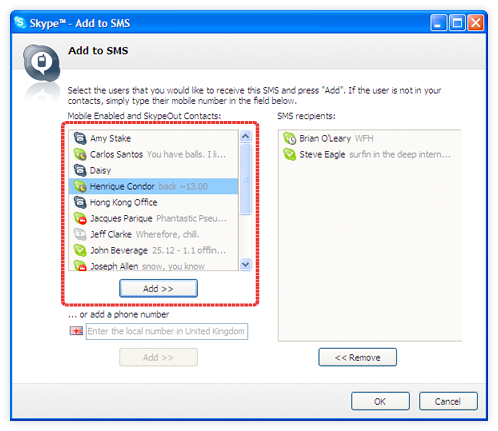 Skype™ - Add to SMS
Add to SMS
Select the users that you would like to receive this SMS and press "Add". If the user is not in your
contacts, simply type their mobile number in the field below.
Mobile Enabled and SkypeOut Contacts:
SMS recipients:
Amy Stake
Carlos Santos You have balls. I li...
Daisy
Henrique Condor back ~13.00
Hong Kong Office
Jacques Parique Phantastic Pseu...
Jeff Clarke Wherefore, chill.
John Beverage 25.12 - 1.1 offlin...
Joseph Allen snow, you know
Brian O'Leary WFH
Steve Eagle surfin in the deep intern...
Add >>
... or add a phone number
Enter the local number in United Kingdom
Add >>
<< Remove
OK
Cancel